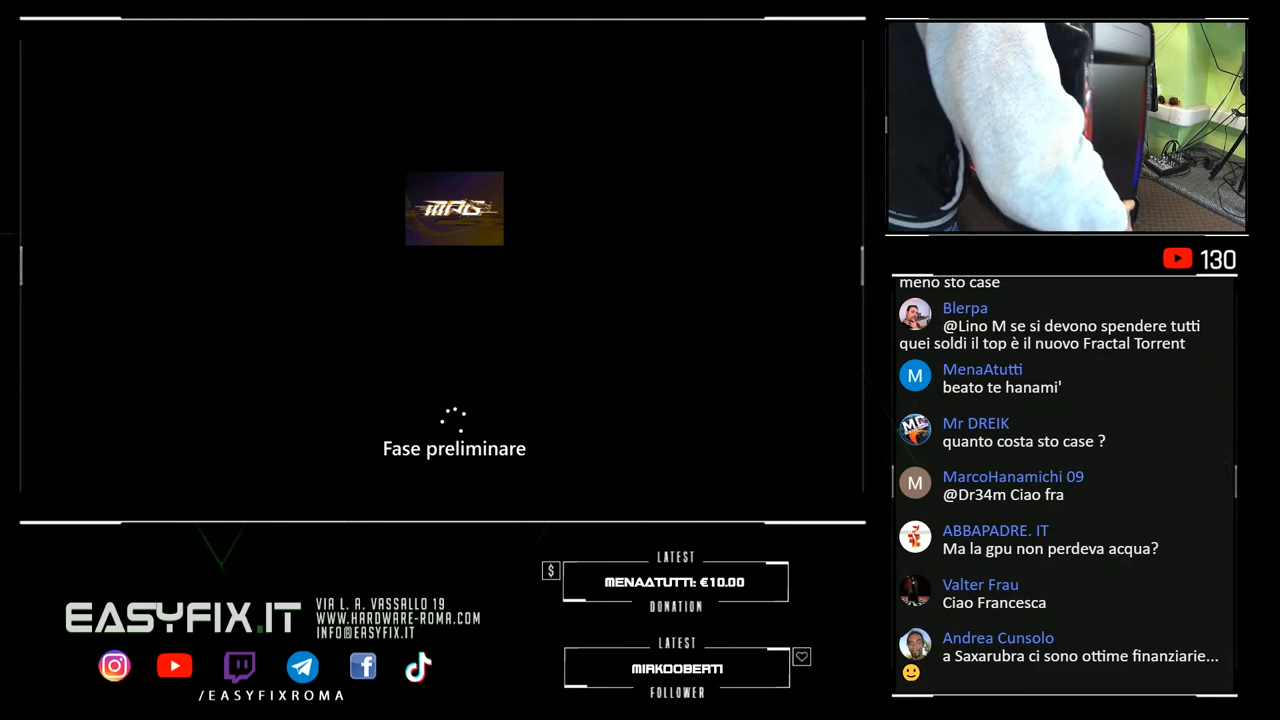 MPG
Fase preliminare
130
meno sto case
Blerpa
@Lino M se si devono spendere tutti
quei soldi il top è il nuovo Fractal Torrent
M
MenaAtutti
beato te hanami'
Mr DREIK
quanto costa sto case ?
M
MarcoHanamichi 09
@Dr34m Ciao fra
ABBAPADRE. IT
Ma la gpu non perdeva acqua?
Valter Frau
Ciao Francesca
Andrea Cunsolo
a Saxarubra ci sono ottime finanziarie...
LATEST
$
MENAATUTTI: €10.00
DONATION
LATEST
MIRKOOBERTI
FOLLOWER
EASYFIX.IT
VIA L. A. VASSALLO 19
WWW.HARDWARE-ROMA.COM
INFO@EASYFIX.IT
/EASYFIXROMA